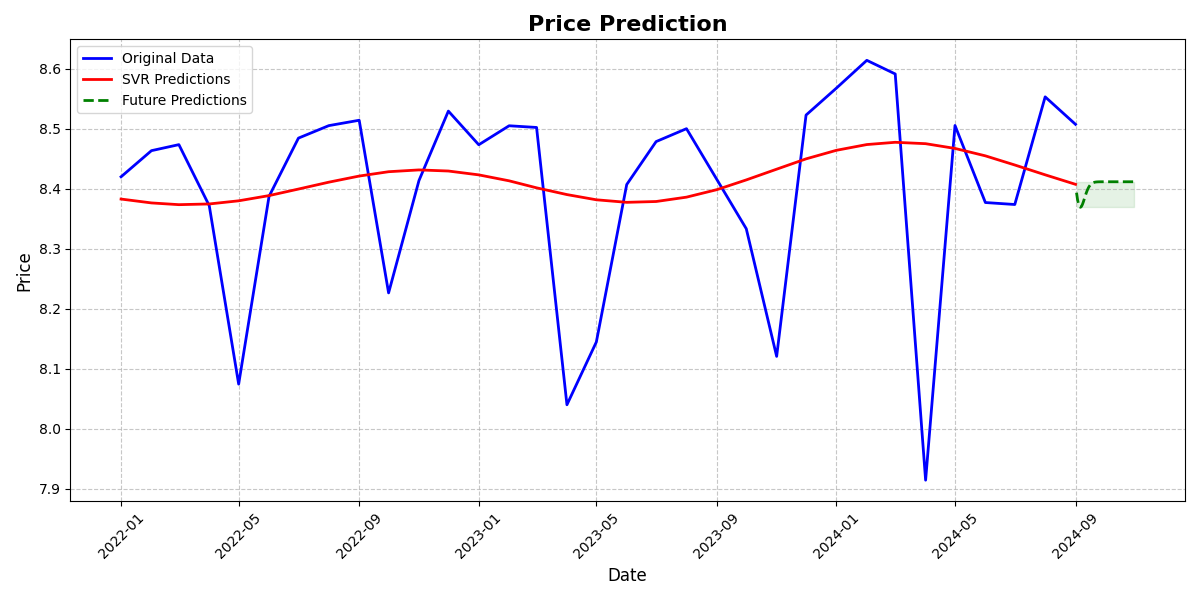 Price Prediction
Original Data
SVR Predictions
Future Predictions
Price
8.6
8.5
8.4
8.3
8.2
8.1
8.0
7.9
2022-01
2022-05
2022-09
2023-01
2023-05
2023-09
2024-01
2024-05
2024-09
Date